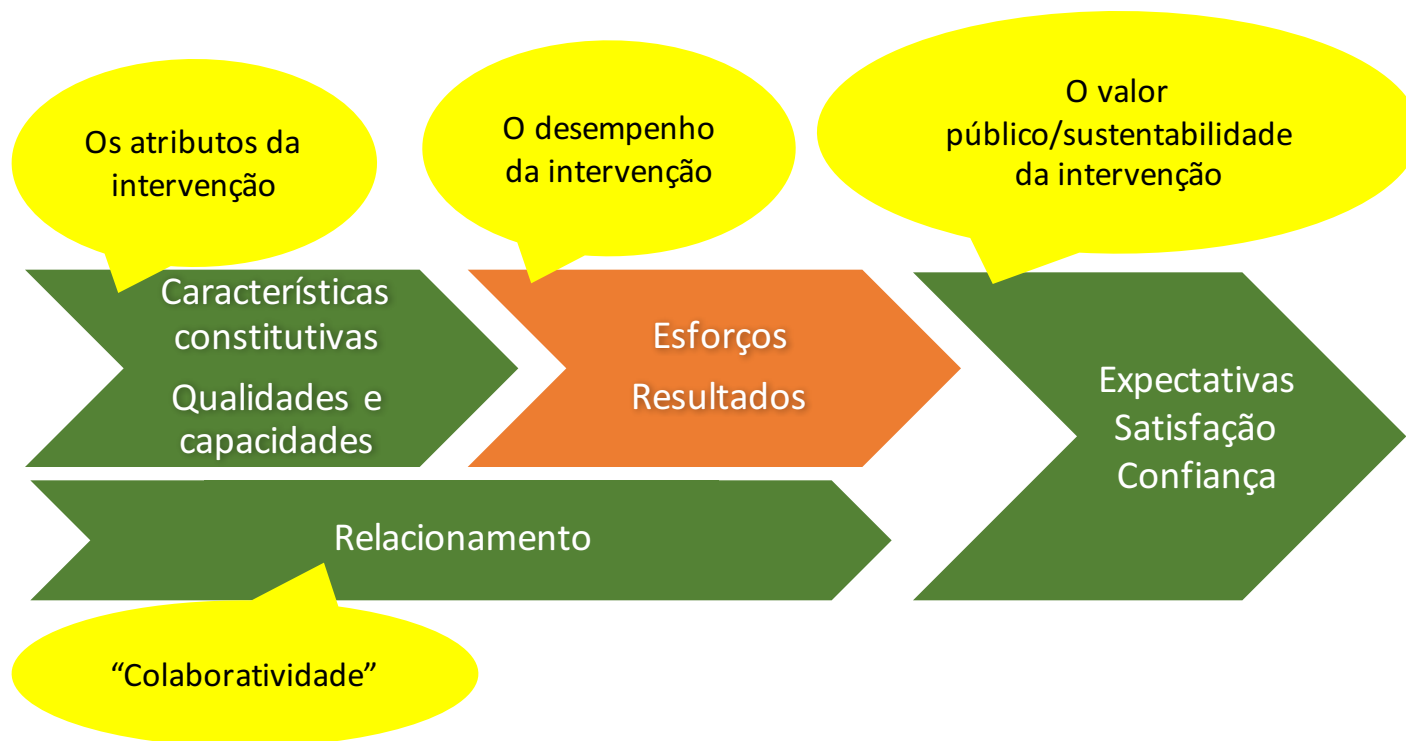 Os atributos da
intervenção
O desempenho
da intervenção
O valor
público/sustentabilidade
da intervenção
Características
constitutivas
Qualidades e
capacidades
Esforços
Resultados
Expectativas
Satisfação
Confiança
Relacionamento
“Colaboratividade”